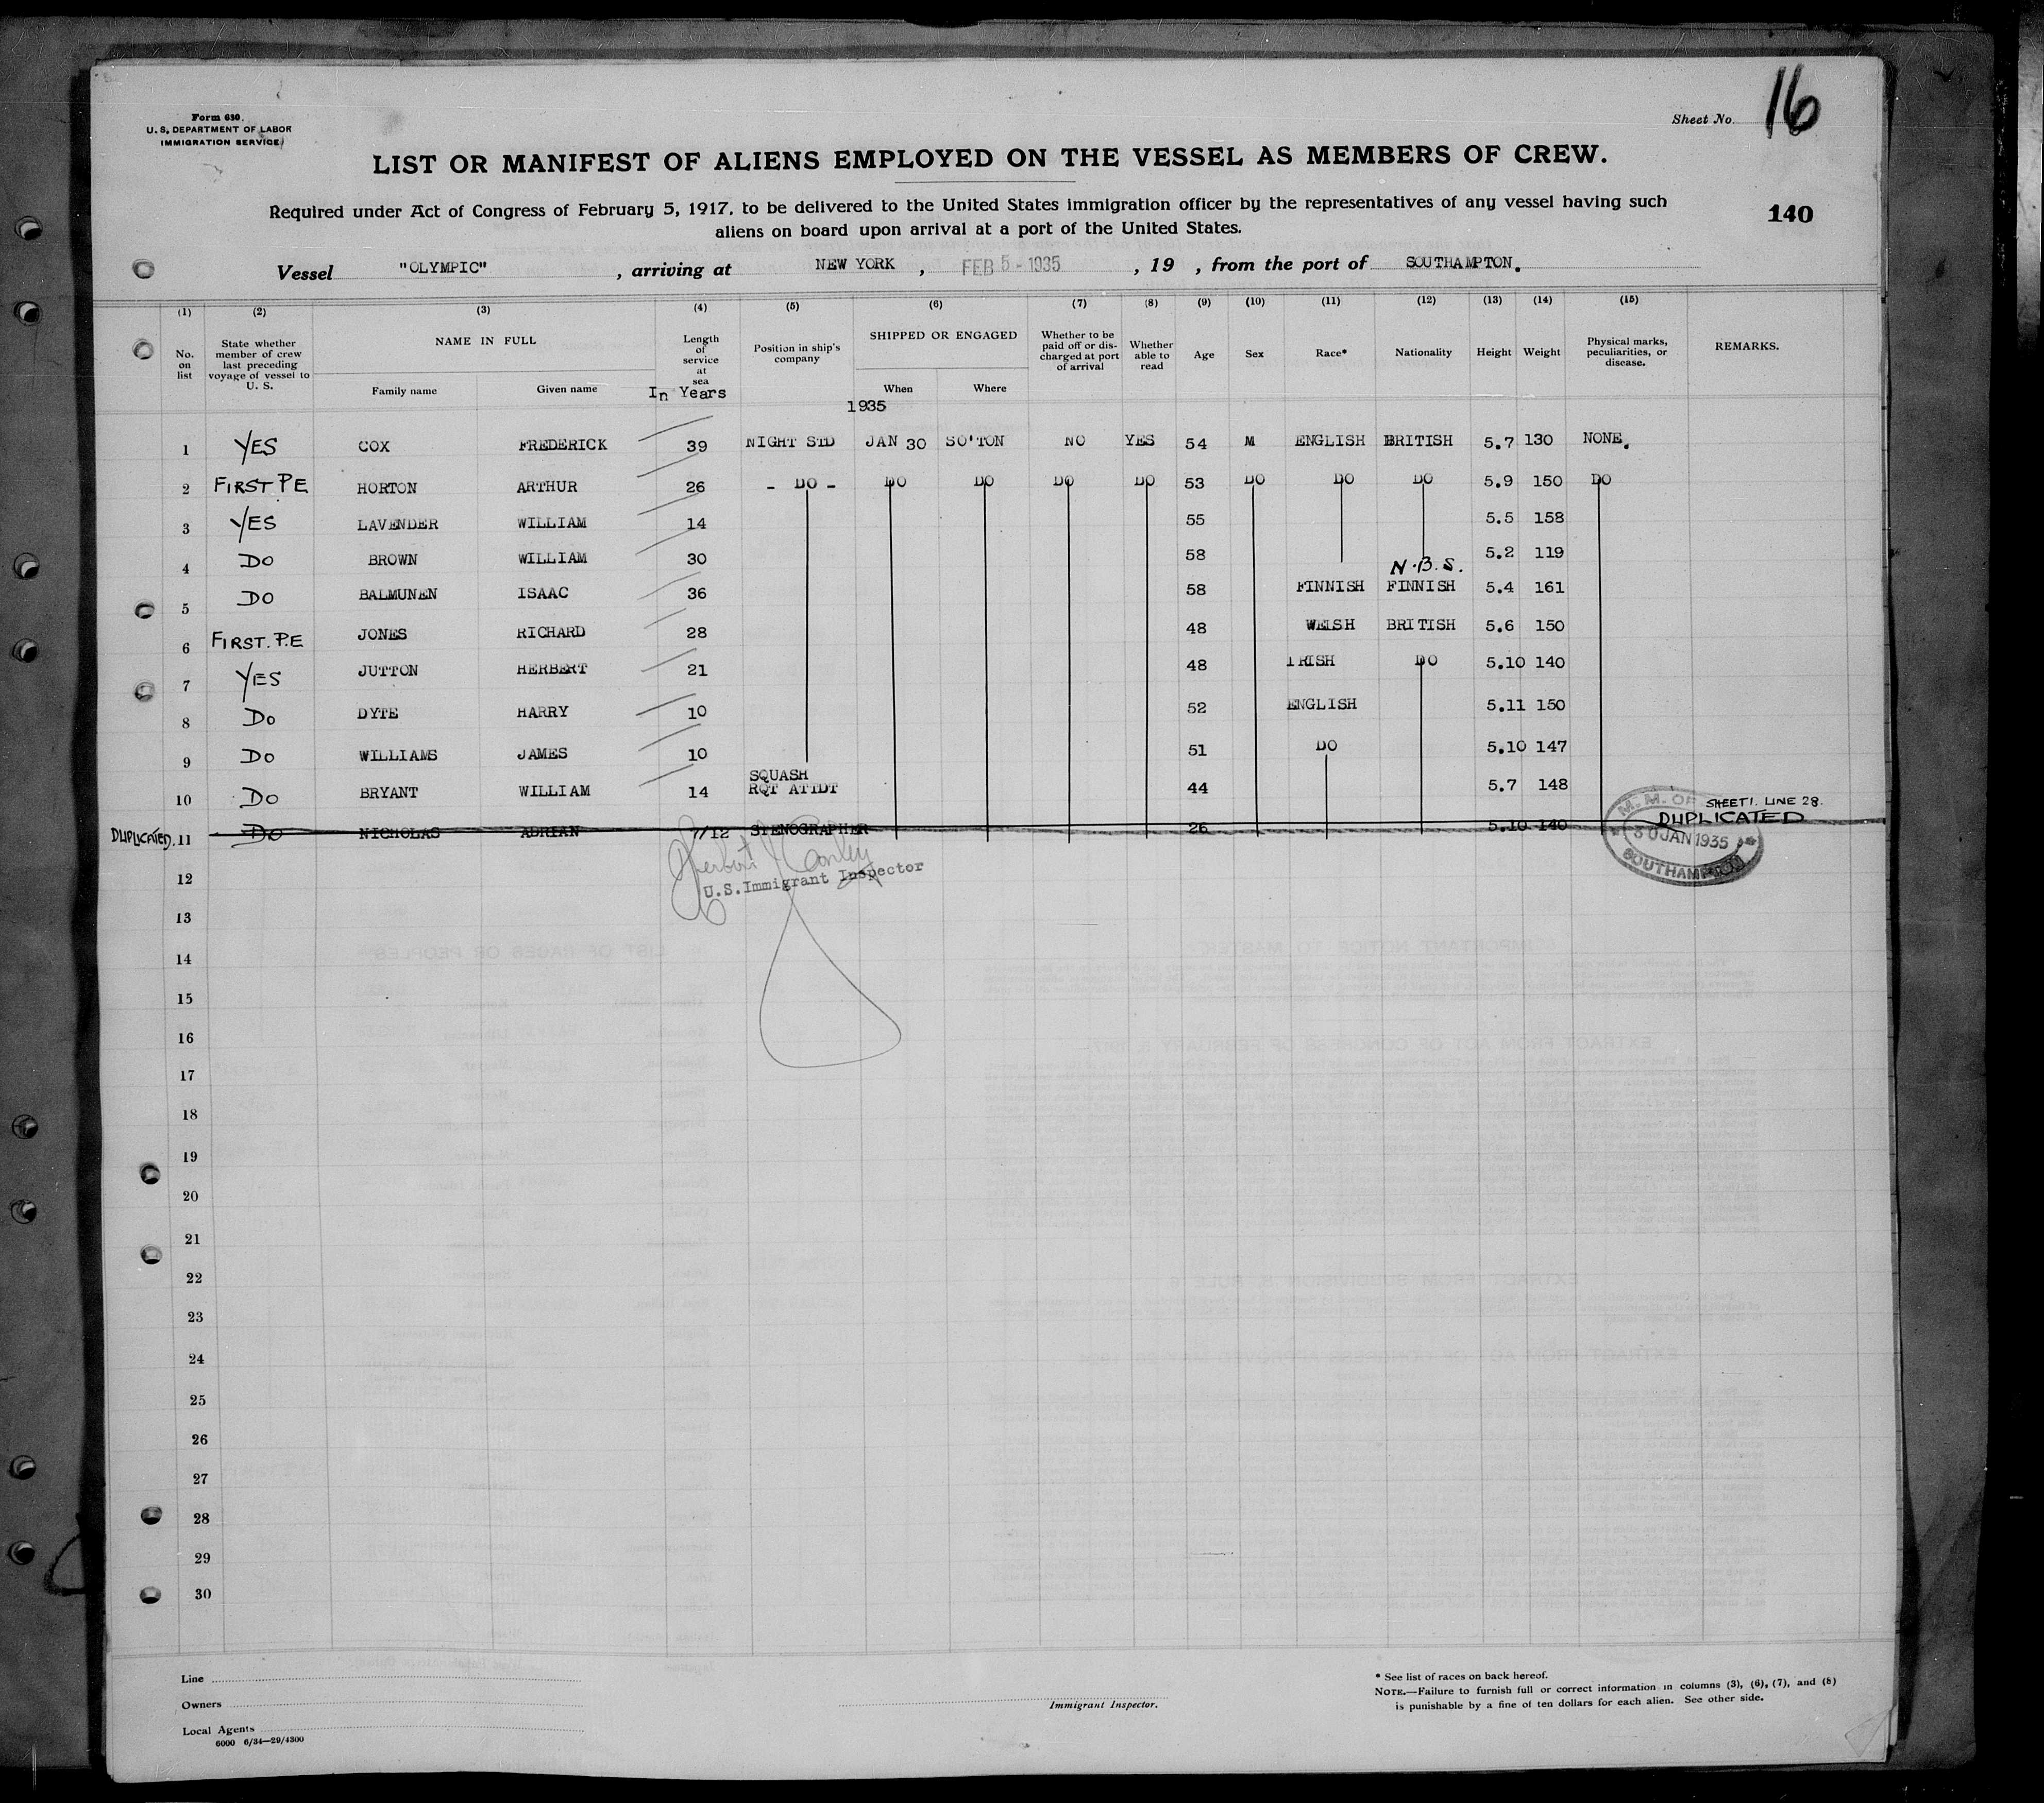 Form 630.
U. S. DEPARTMENT OF LABOR
IMMIGRATION SERVICE
Sheet No. 16
LIST OR MANIFEST OF ALIENS EMPLOYED ON THE VESSEL AS MEMBERS OF CREW.
Required under Act of Congress of February 5, 1917, to be delivered to the United States immigration officer by the representatives of any vessel having such
aliens on board upon arrival at a port of the United States.
140
Vessel "OLYMPIC" , arriving at NEW YORK , FEB 5 - 1935 , 19 , from the port of SOUTHAMPTON.
(1) (2) (3) (4) (5) (6) (7) (8) (9) (10) (11) (12) (13) (14) (15)
No. on list
State whether member of crew last preceding voyage of vessel to U. S.
NAME IN FULL
Family name
Given name
Length of service at sea
In Years
Position in ship's company
SHIPPED OR ENGAGED
When
Where
1935
Whether to be paid off or discharged at port of arrival
Whether able to read
Age
Sex
Race*
Nationality
Height
Weight
Physical marks, peculiarities, or disease.
REMARKS.
1 YES COX FREDERICK 39 NIGHT STD JAN 30 SO'TON NO YES 54 M ENGLISH BRITISH 5.7 130 NONE.
2 FIRST P.E HORTON ARTHUR 26 - DO - DO DO DO DO 53 DO DO DO 5.9 150 DO
3 YES LAVENDER WILLIAM 14 55 5.5 158
4 DO BROWN WILLIAM 30 58 5.2 119
N.B.S.
5 DO BALMUNEN ISAAC 36 58 FINNISH FINNISH 5.4 161
6 FIRST. P.E JONES RICHARD 28 48 WELSH BRITISH 5.6 150
7 YES JUTTON HERBERT 21 48 IRISH DO 5.10 140
8 DO DYTE HARRY 10 52 ENGLISH 5.11 150
9 DO WILLIAMS JAMES 10 51 DO 5.10 147
SQUASH
10 DO BRYANT WILLIAM 14 RQT ATTDT 44 5.7 148
SHEET 1. LINE 28.
DUPLICATED. 11 DO NICHOLAS ADRIAN 7/12 STENOGRAPHER 26 5.10 140 DUPLICATED
M. M. OF
30 JAN 1935
SOUTHAMPTON
U.S. Immigrant Inspector
12
13
14
15
16
17
18
19
20
21
22
23
24
25
26
27
28
29
30
Line
Owners
Local Agents
6000 6/34—29/4300
Immigrant Inspector.
* See list of races on back hereof.
NOTE.—Failure to furnish full or correct information in columns (3), (6), (7), and (8)
is punishable by a fine of ten dollars for each alien. See other side.